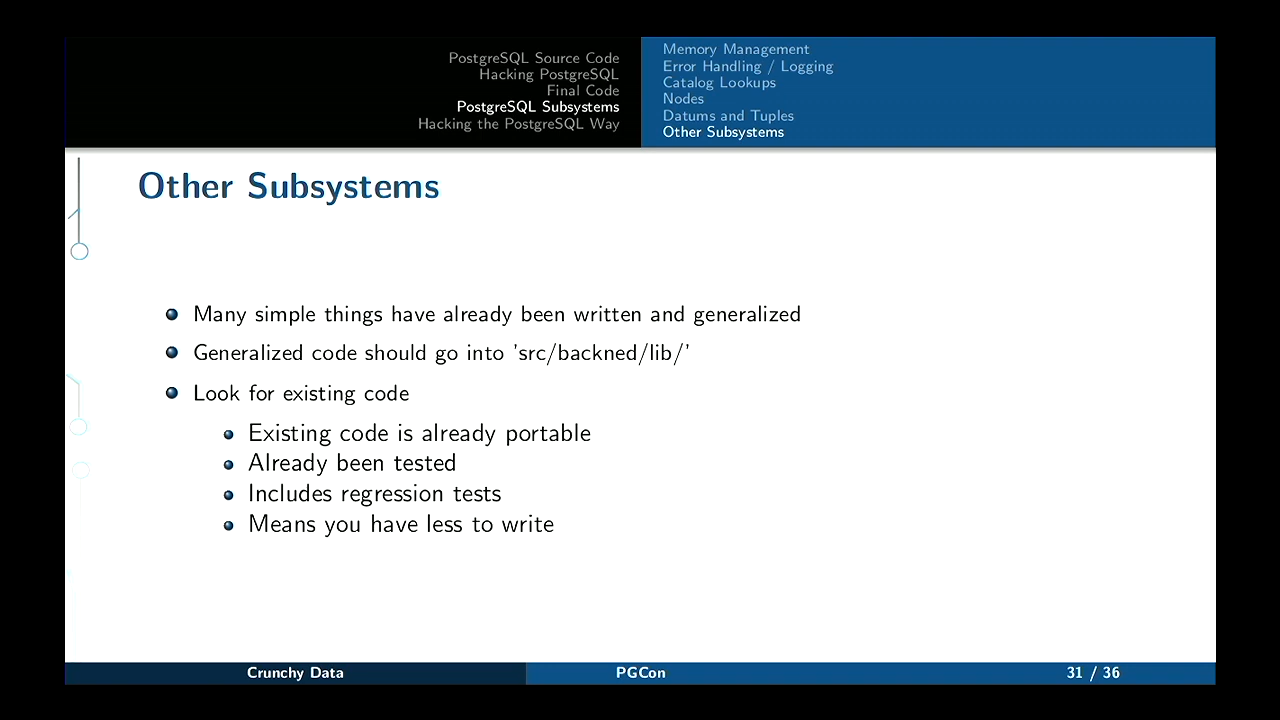 PostgreSQL Source Code
Hacking PostgreSQL
Final Code
PostgreSQL Subsystems
Hacking the PostgreSQL Way
Memory Management
Error Handling / Logging
Catalog Lookups
Nodes
Datums and Tuples
Other Subsystems
Other Subsystems
Many simple things have already been written and generalized
Generalized code should go into 'src/backned/lib/'
Look for existing code
Existing code is already portable
Already been tested
Includes regression tests
Means you have less to write
Crunchy Data
PGCon
31 / 36